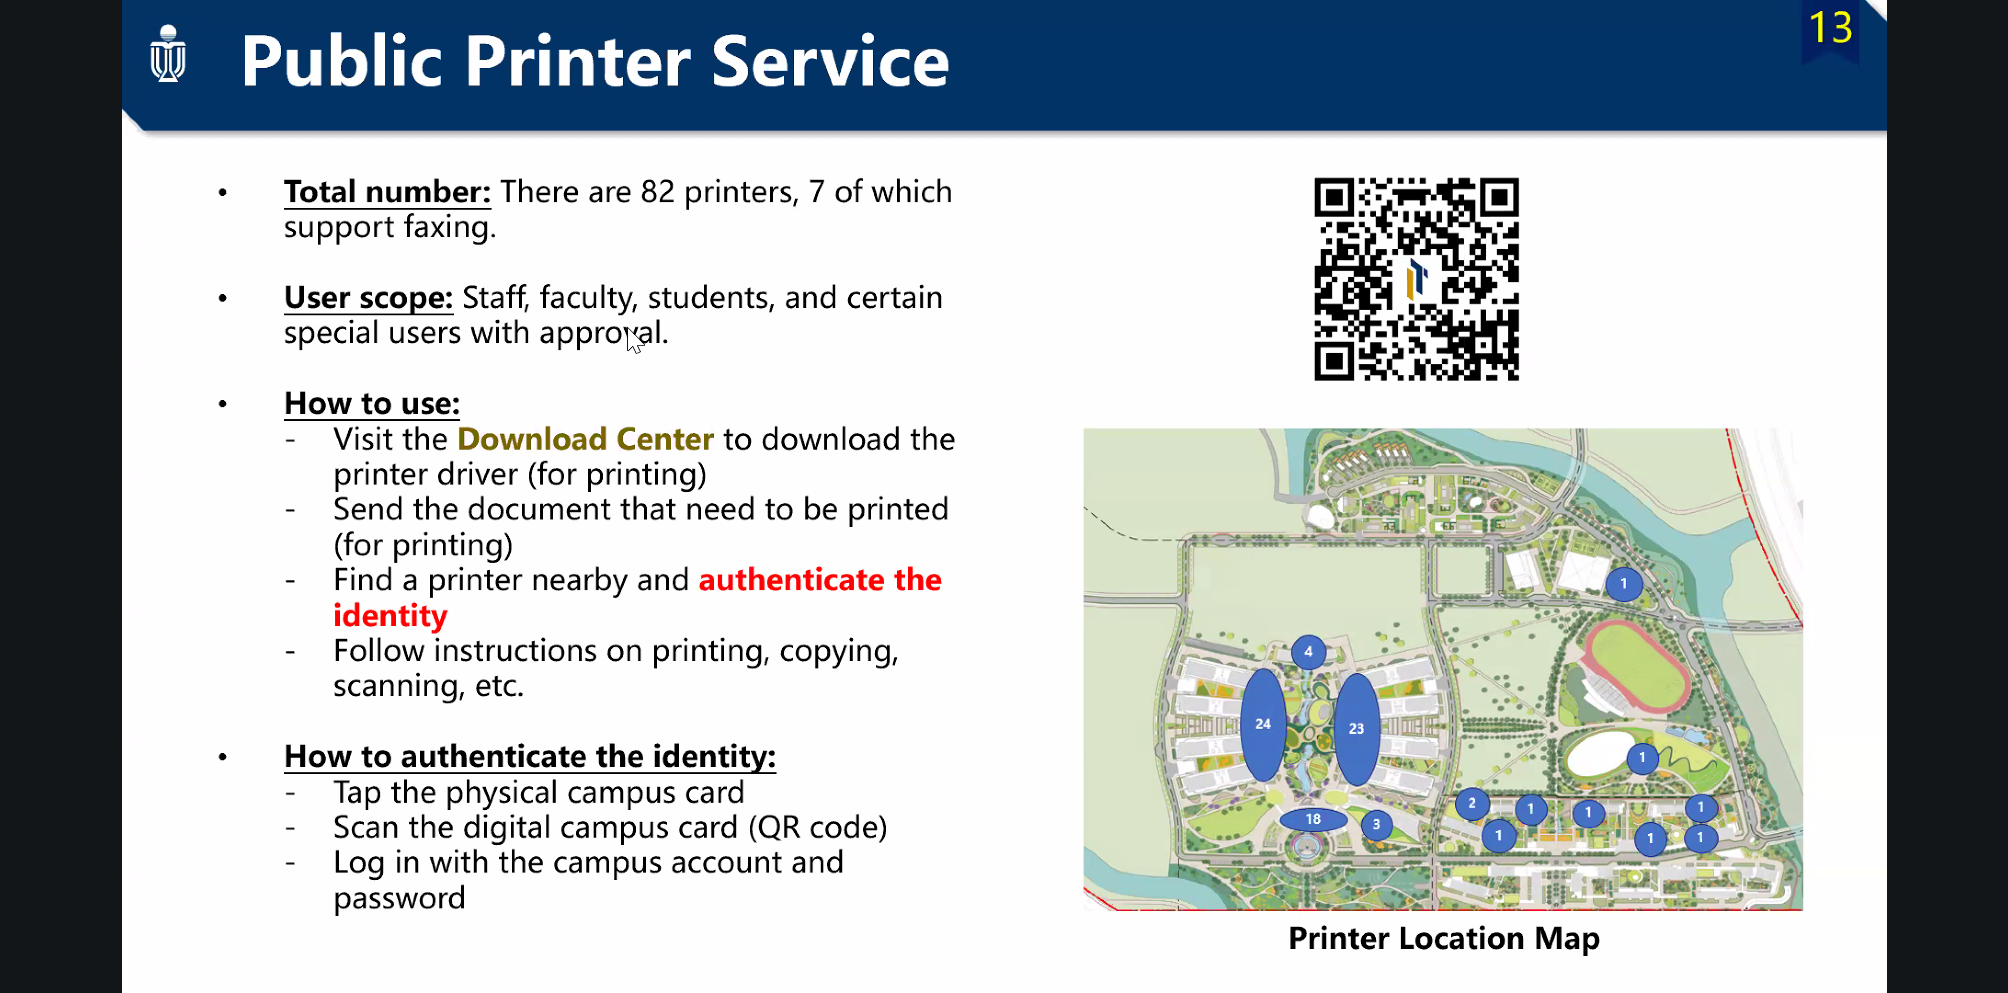 Public Printer Service
13
• Total number: There are 82 printers, 7 of which
support faxing.
• User scope: Staff, faculty, students, and certain
special users with approval.
• How to use:
- Visit the Download Center to download the
printer driver (for printing)
- Send the document that need to be printed
(for printing)
- Find a printer nearby and authenticate the
identity
- Follow instructions on printing, copying,
scanning, etc.
• How to authenticate the identity:
- Tap the physical campus card
- Scan the digital campus card (QR code)
- Log in with the campus account and
password
1
4
24
23
1
2
1
1
1
18
3
1
1
1
Printer Location Map